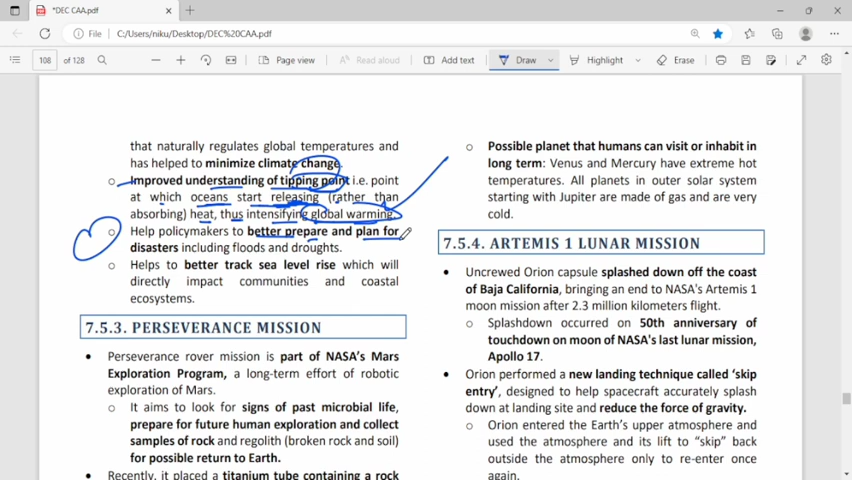 *DEC CAA.pdf
File
C:/Users/niku/Desktop/DEC%20CAA.pdf
108 of 128
Page view
Read aloud
Add text
Draw
Highlight
Erase
that naturally regulates global temperatures and
has helped to minimize climate change.
Improved understanding of tipping point i.e. point
at which oceans start releasing (rather than
absorbing) heat, thus intensifying global warming.
Help policymakers to better prepare and plan for
disasters including floods and droughts.
Helps to better track sea level rise which will
directly impact communities and coastal
ecosystems.
7.5.3. PERSEVERANCE MISSION
Perseverance rover mission is part of NASA's Mars
Exploration Program, a long-term effort of robotic
exploration of Mars.
It aims to look for signs of past microbial life,
prepare for future human exploration and collect
samples of rock and regolith (broken rock and soil)
for possible return to Earth.
Recently, it placed a titanium tube containing a rock
Possible planet that humans can visit or inhabit in
long term: Venus and Mercury have extreme hot
temperatures. All planets in outer solar system
starting with Jupiter are made of gas and are very
cold.
7.5.4. ARTEMIS 1 LUNAR MISSION
Uncrewed Orion capsule splashed down off the coast
of Baja California, bringing an end to NASA's Artemis 1
moon mission after 2.3 million kilometers flight.
Splashdown occurred on 50th anniversary of
touchdown on moon of NASA's last lunar mission,
Apollo 17.
Orion performed a new landing technique called 'skip
entry', designed to help spacecraft accurately splash
down at landing site and reduce the force of gravity.
Orion entered the Earth's upper atmosphere and
used the atmosphere and its lift to "skip" back
outside the atmosphere only to re-enter once
again.